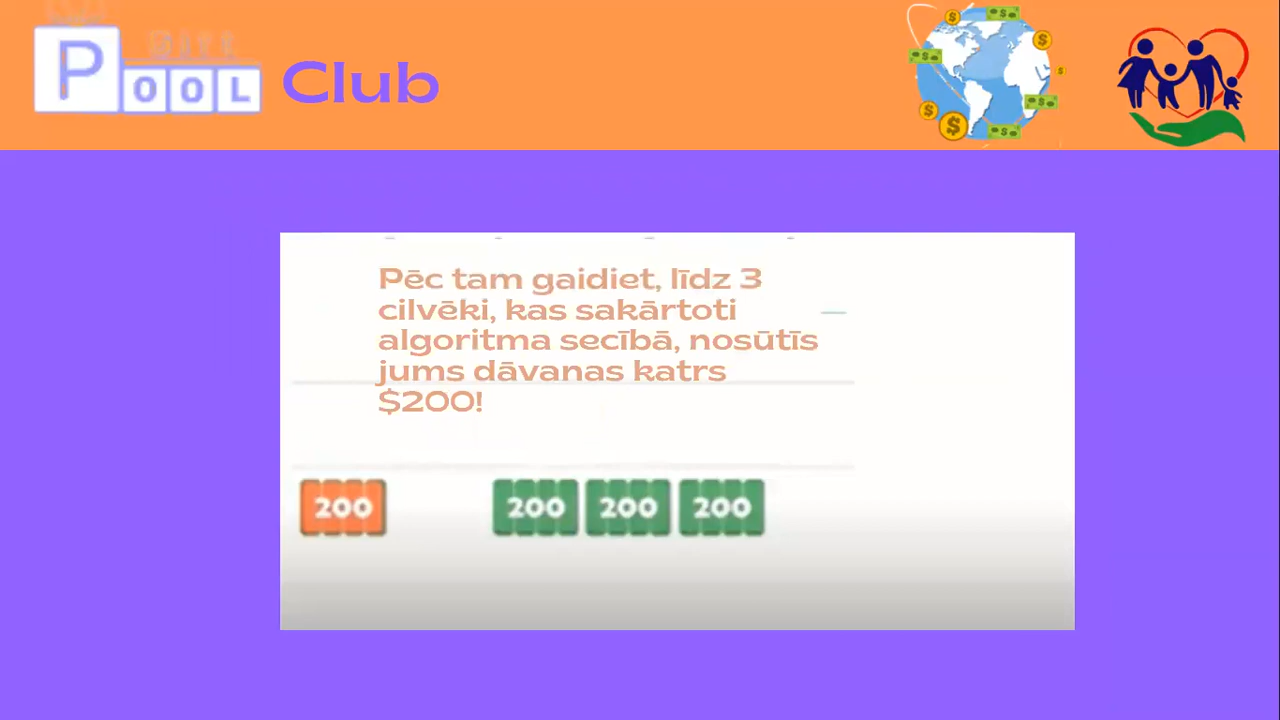 POOL Club
Pēc tam gaidiet, līdz 3
cilvēki, kas sakārtoti
algoritma secībā, nosūtīs
jums dāvanas katrs
$200!
200 200 200 200